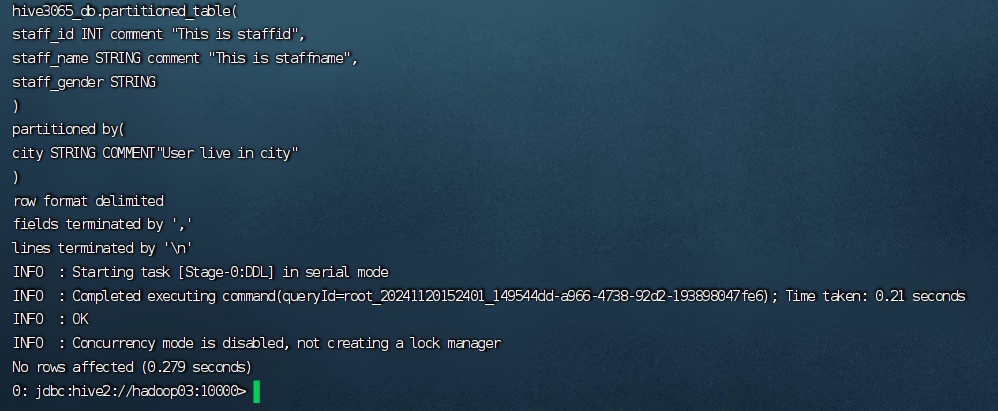 hive3065_db.partitioned_table(
staff_id INT comment "This is staffid",
staff_name STRING comment "This is staffname",
staff_gender STRING
)
partitioned by(
city STRING COMMENT"User live in city"
)
row format delimited
fields terminated by ','
lines terminated by '\n'
INFO  : Starting task [Stage-0:DDL] in serial mode
INFO  : Completed executing command(queryId=root_20241120152401_149544dd-a966-4738-92d2-193898047fe6); Time taken: 0.21 seconds
INFO  : OK
INFO  : Concurrency mode is disabled, not creating a lock manager
No rows affected (0.279 seconds)
0: jdbc:hive2://hadoop03:10000>